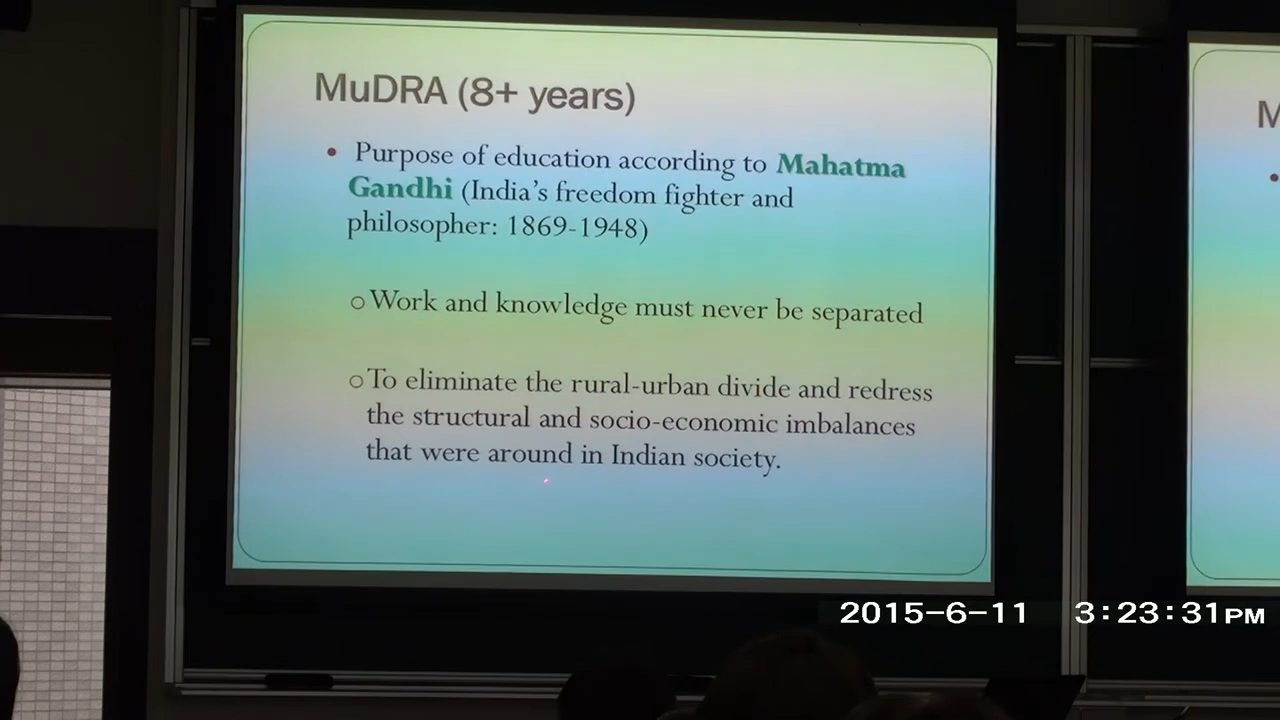 MuDRA (8+ years)
• Purpose of education according to Mahatma
Gandhi (India's freedom fighter and
philosopher: 1869-1948)
○ Work and knowledge must never be separated
○ To eliminate the rural-urban divide and redress
the structural and socio-economic imbalances
that were around in Indian society.
M
•
2015-6-11 3:23:31PM